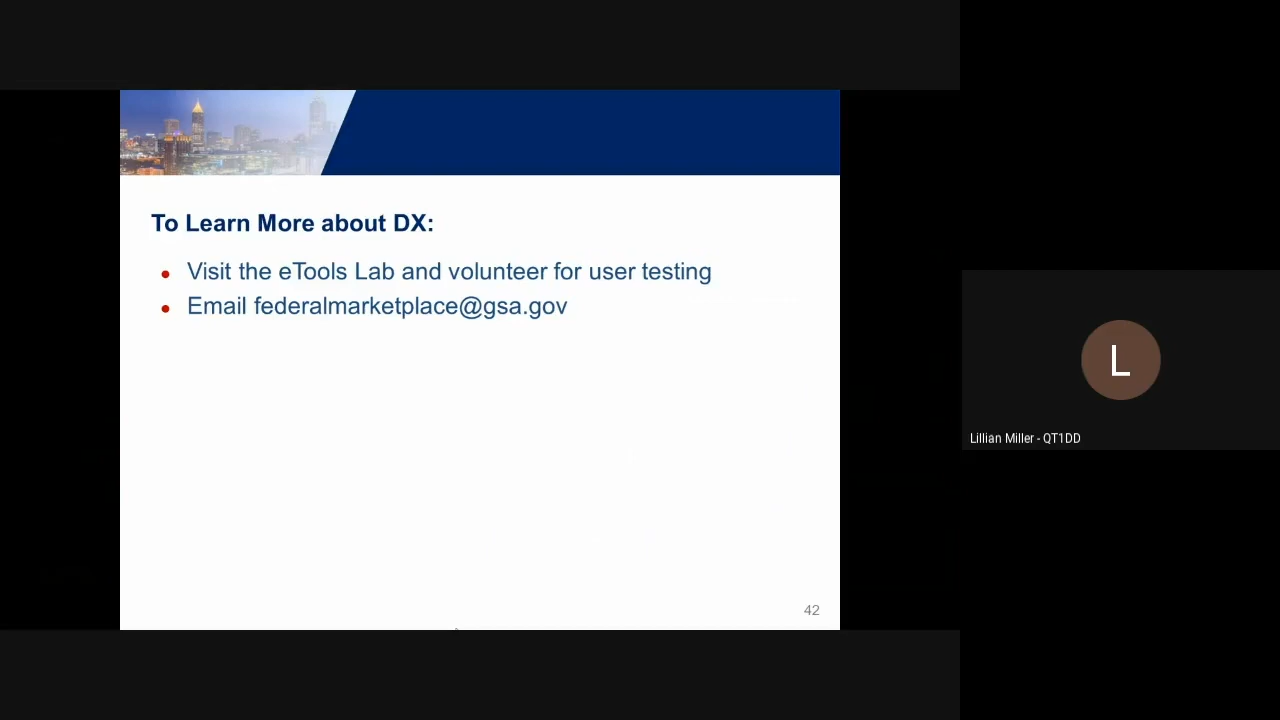 To Learn More about DX:
Visit the eTools Lab and volunteer for user testing
Email federalmarketplace@gsa.gov
42
L
Lillian Miller - QT1DD